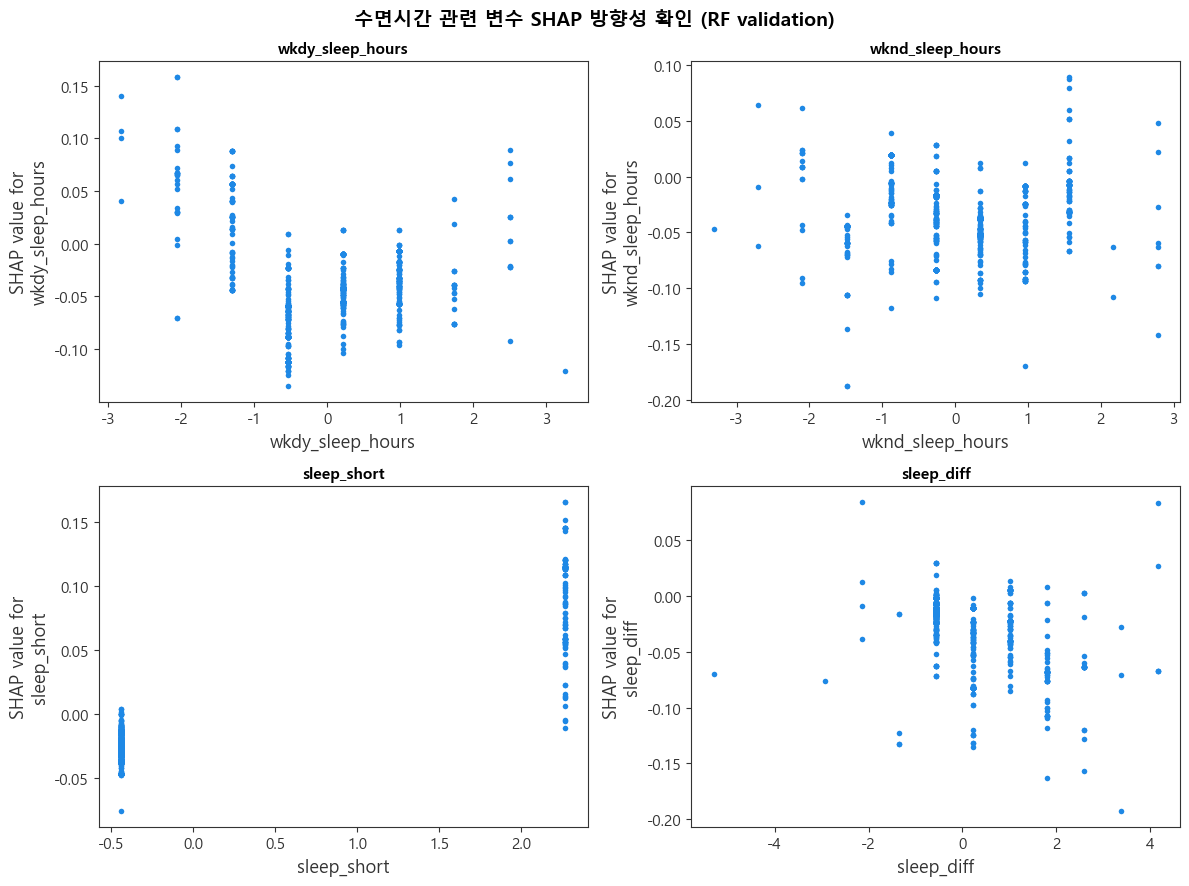 수면시간 관련 변수 SHAP 방향성 확인 (RF validation)
wkdy_sleep_hours
SHAP value for
wkdy_sleep_hours
0.15
0.10
0.05
0.00
-0.05
-0.10
-3 -2 -1 0 1 2 3
wkdy_sleep_hours
wknd_sleep_hours
SHAP value for
wknd_sleep_hours
0.10
0.05
0.00
-0.05
-0.10
-0.15
-0.20
-3 -2 -1 0 1 2 3
wknd_sleep_hours
sleep_short
SHAP value for
sleep_short
0.15
0.10
0.05
0.00
-0.05
-0.5 0.0 0.5 1.0 1.5 2.0
sleep_short
sleep_diff
SHAP value for
sleep_diff
0.05
0.00
-0.05
-0.10
-0.15
-0.20
-4 -2 0 2 4
sleep_diff